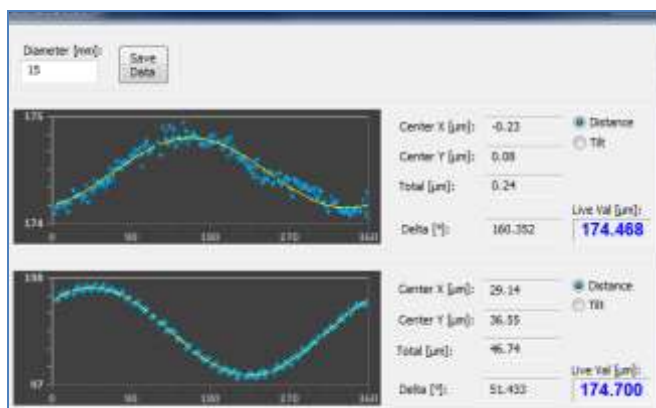 Diameter [mm]:
15
Save
Data
175
174
0 90 180 270 360
Center X [µm]: -0.23
Center Y [µm]: 0.08
Total [µm]: 0.24
Delta [°]: 160.352
Distance
Tilt
Live Val [µm]:
174.468
0 90 180 270 360
Center X [µm]: 29.14
Center Y [µm]: 36.55
Total [µm]: 46.74
Delta [°]: 51.433
Distance
Tilt
Live Val [µm]:
174.700